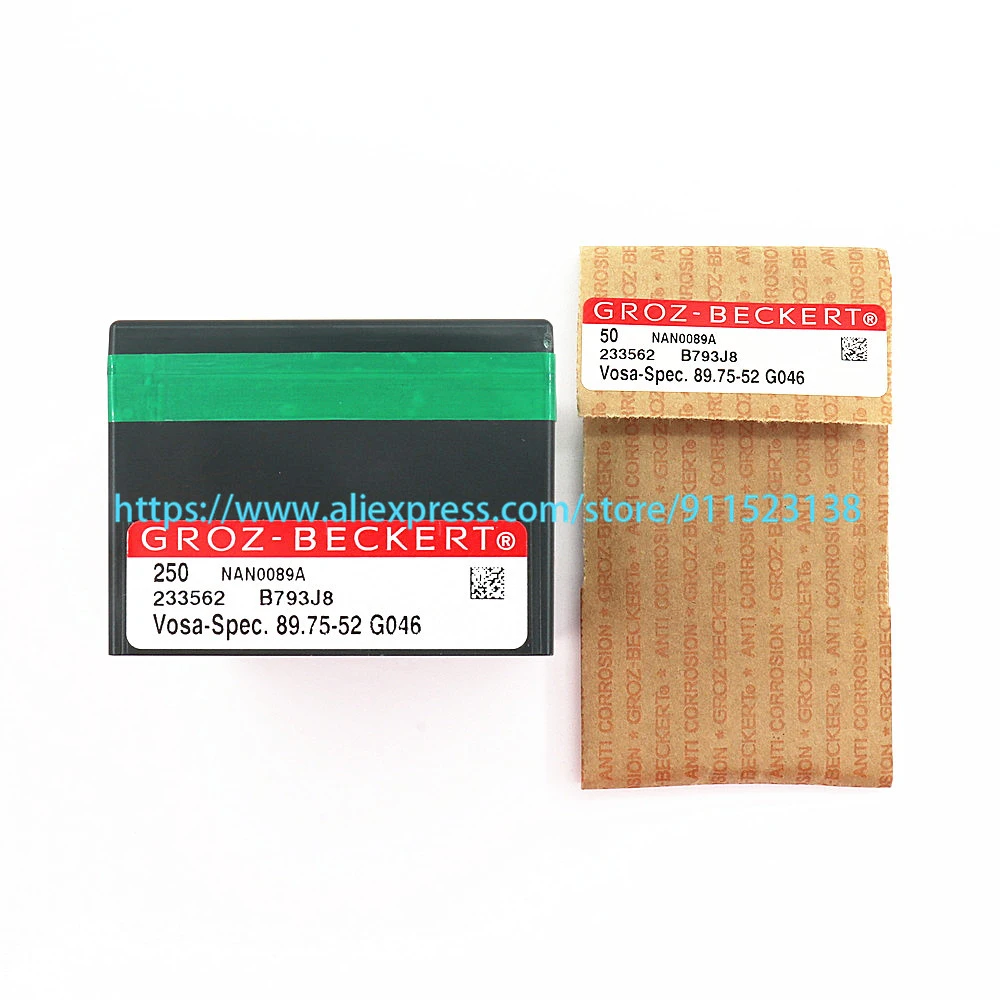 https://www.aliexpress.com/store/911523138
GROZ-BECKERT®
250 NAN0089A
233562 B793J8
Vosa-Spec. 89.75-52 G046
GROZ-BECKERT®
50 NAN0089A
233562 B793J8
Vosa-Spec. 89.75-52 G046
ANTI CORROSION * GROZ-BECKERT® *